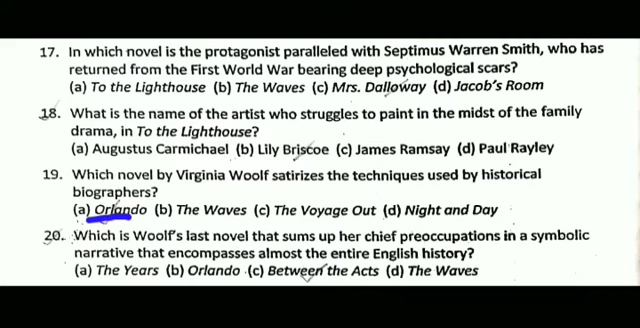 17. In which novel is the protagonist paralleled with Septimus Warren Smith, who has
returned from the First World War bearing deep psychological scars?
(a) To the Lighthouse (b) The Waves (c) Mrs. Dalloway (d) Jacob's Room
18. What is the name of the artist who struggles to paint in the midst of the family
drama, in To the Lighthouse?
(a) Augustus Carmichael (b) Lily Briscoe (c) James Ramsay (d) Paul Rayley
19. Which novel by Virginia Woolf satirizes the techniques used by historical
biographers?
(a) Orlando (b) The Waves (c) The Voyage Out (d) Night and Day
20. Which is Woolf's last novel that sums up her chief preoccupations in a symbolic
narrative that encompasses almost the entire English history?
(a) The Years (b) Orlando (c) Between the Acts (d) The Waves